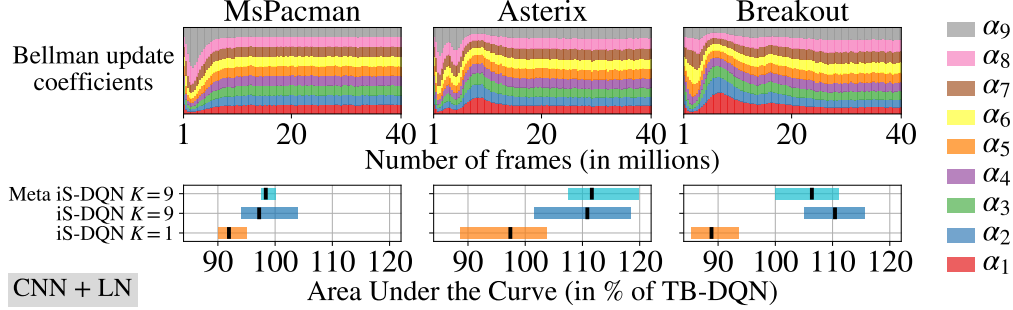 MsPacman Asterix Breakout
Bellman update
coefficients
1 20 40 1 20 40 1 20 40
Number of frames (in millions)
Meta iS-DQN K = 9
iS-DQN K = 9
iS-DQN K = 1
90 100 110 120 90 100 110 120 90 100 110 120
CNN + LN
Area Under the Curve (in % of TB-DQN)
α9
α8
α7
α6
α5
α4
α3
α2
α1